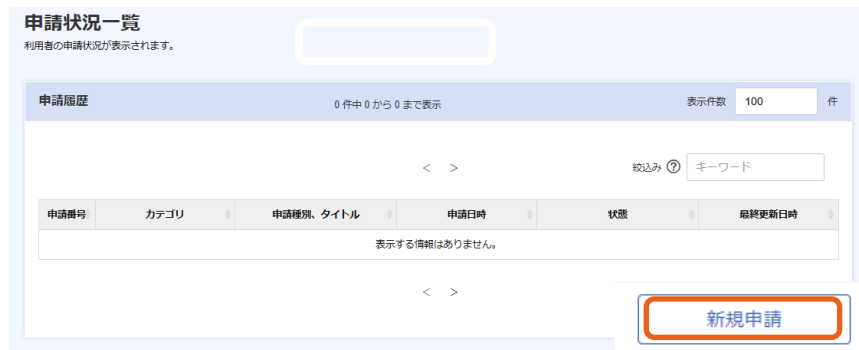 申請状況一覧
利用者の申請状況が表示されます。
申請履歴 0 件中 0 から 0 まで表示 表示件数 100 件
< > 絞込み ? キーワード
申請番号 カテゴリ 申請種別、タイトル 申請日時 状態 最終更新日時
表示する情報はありません。
< >
新規申請